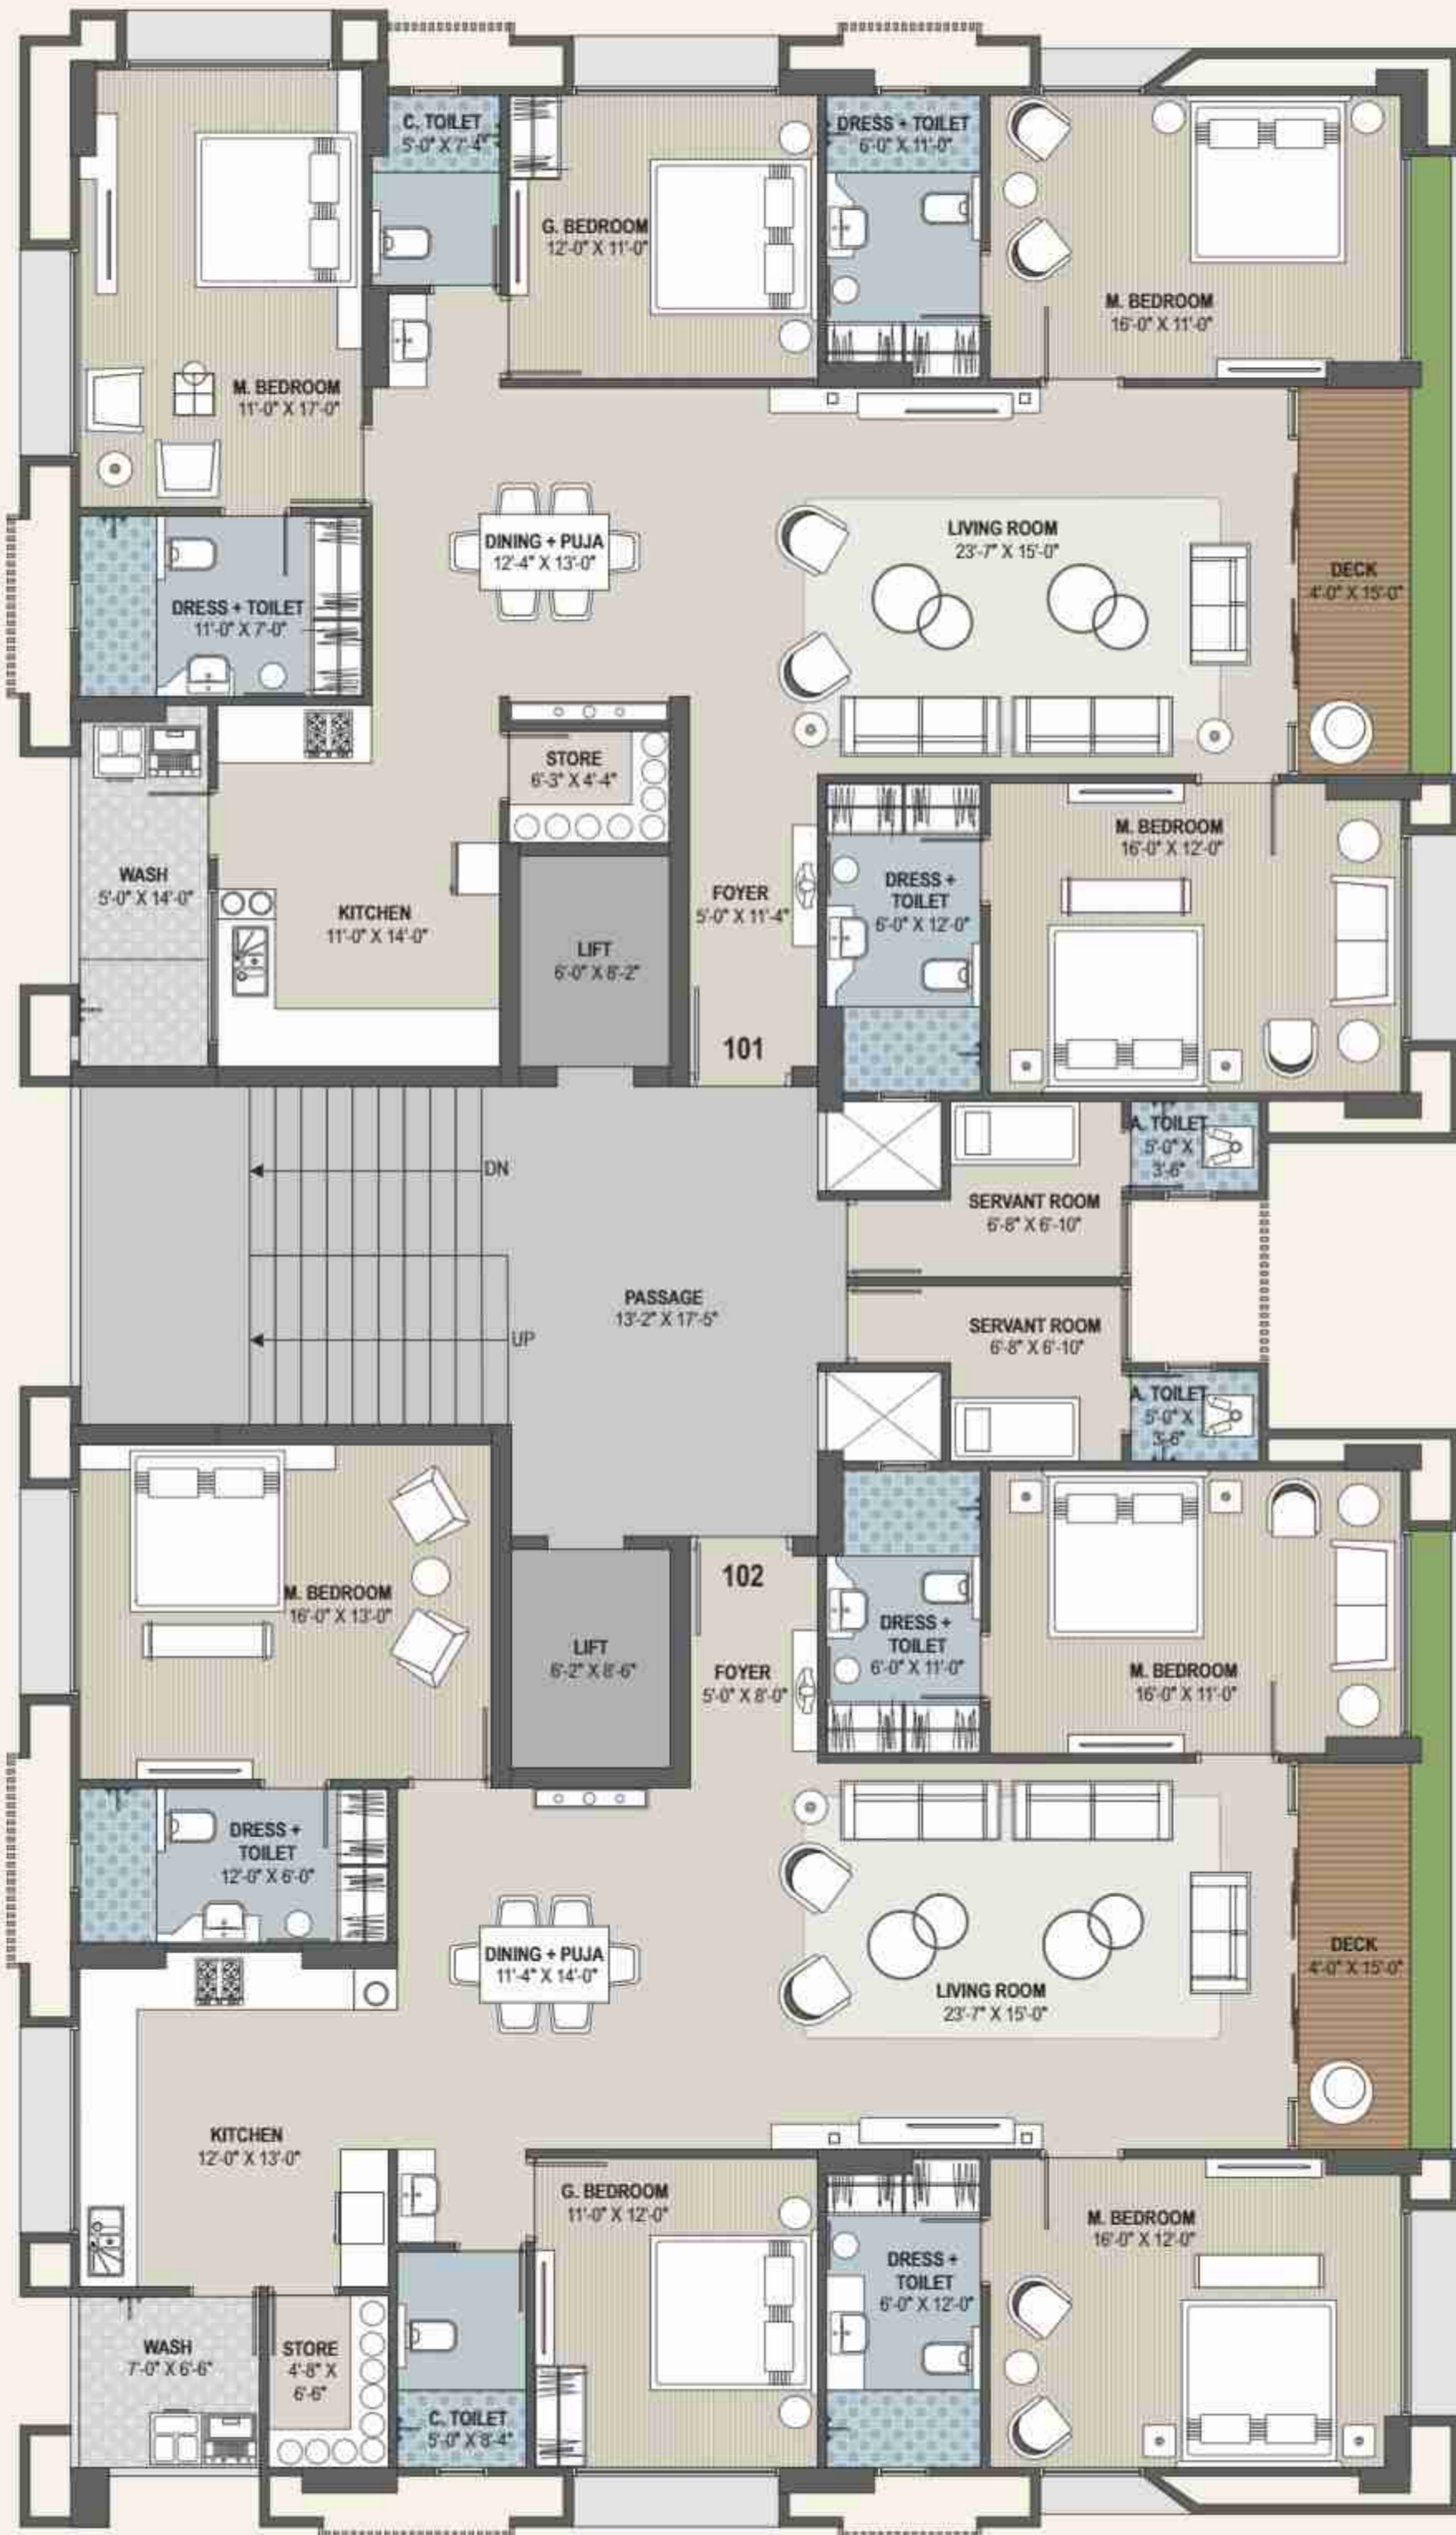 C. TOILET
5'-0" X 7'-4"
DRESS + TOILET
6'-0" X 11'-0"
G. BEDROOM
12'-0" X 11'-0"
M. BEDROOM
16'-0" X 11'-0"
M. BEDROOM
11'-0" X 17'-0"
DINING + PUJA
12'-4" X 13'-0"
LIVING ROOM
23'-7" X 15'-0"
DECK
4'-0" X 15'-0"
DRESS + TOILET
11'-0" X 7'-0"
STORE
6'-3" X 4'-4"
M. BEDROOM
16'-0" X 12'-0"
WASH
5'-0" X 14'-0"
KITCHEN
11'-0" X 14'-0"
FOYER
5'-0" X 11'-4"
DRESS +
TOILET
6'-0" X 12'-0"
LIFT
6'-0" X 8'-2"
101
A. TOILET
5'-0" X
3'-6"
DN
SERVANT ROOM
6'-8" X 6'-10"
PASSAGE
13'-2" X 17'-5"
UP
SERVANT ROOM
6'-8" X 6'-10"
A. TOILET
5'-0" X
3'-6"
102
M. BEDROOM
16'-0" X 13'-0"
LIFT
6'-2" X 8'-6"
FOYER
5'-0" X 8'-0"
DRESS +
TOILET
6'-0" X 11'-0"
M. BEDROOM
16'-0" X 11'-0"
DRESS +
TOILET
12'-0" X 6'-0"
DINING + PUJA
11'-4" X 14'-0"
LIVING ROOM
23'-7" X 15'-0"
DECK
4'-0" X 15'-0"
KITCHEN
12'-0" X 13'-0"
G. BEDROOM
11'-0" X 12'-0"
M. BEDROOM
16'-0" X 12'-0"
DRESS +
TOILET
6'-0" X 12'-0"
WASH
7'-0" X 6'-6"
STORE
4'-8" X
6'-6"
C. TOILET
5'-0" X 8'-4"